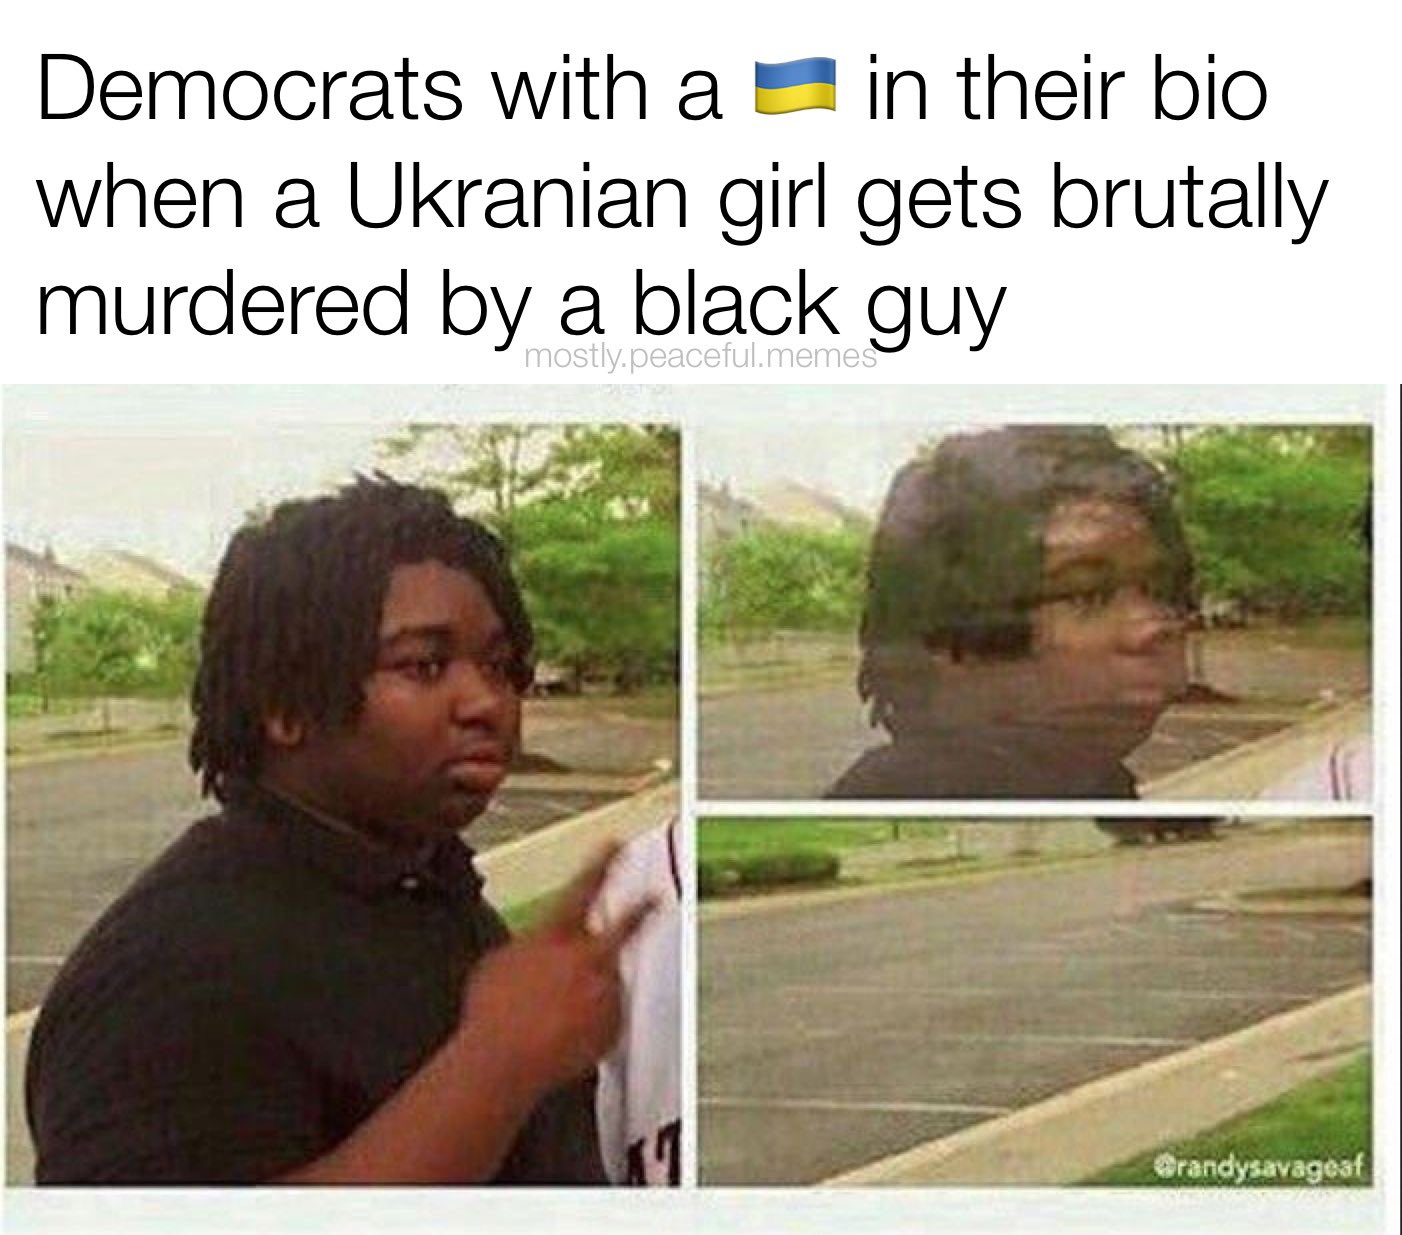 Democrats with a 🇺🇦 in their bio
when a Ukranian girl gets brutally
murdered by a black guy
mostly.peaceful.memes
@randysavageaf